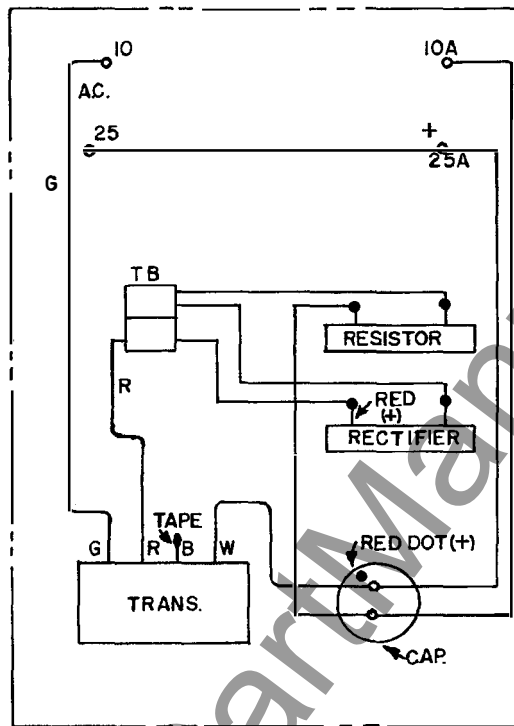 10
10A
A.C.
25
+
25A
G
TB
RESISTOR
R
RED
(+)
RECTIFIER
TAPE
G R B W
RED DOT (+)
TRANS.
CAP.